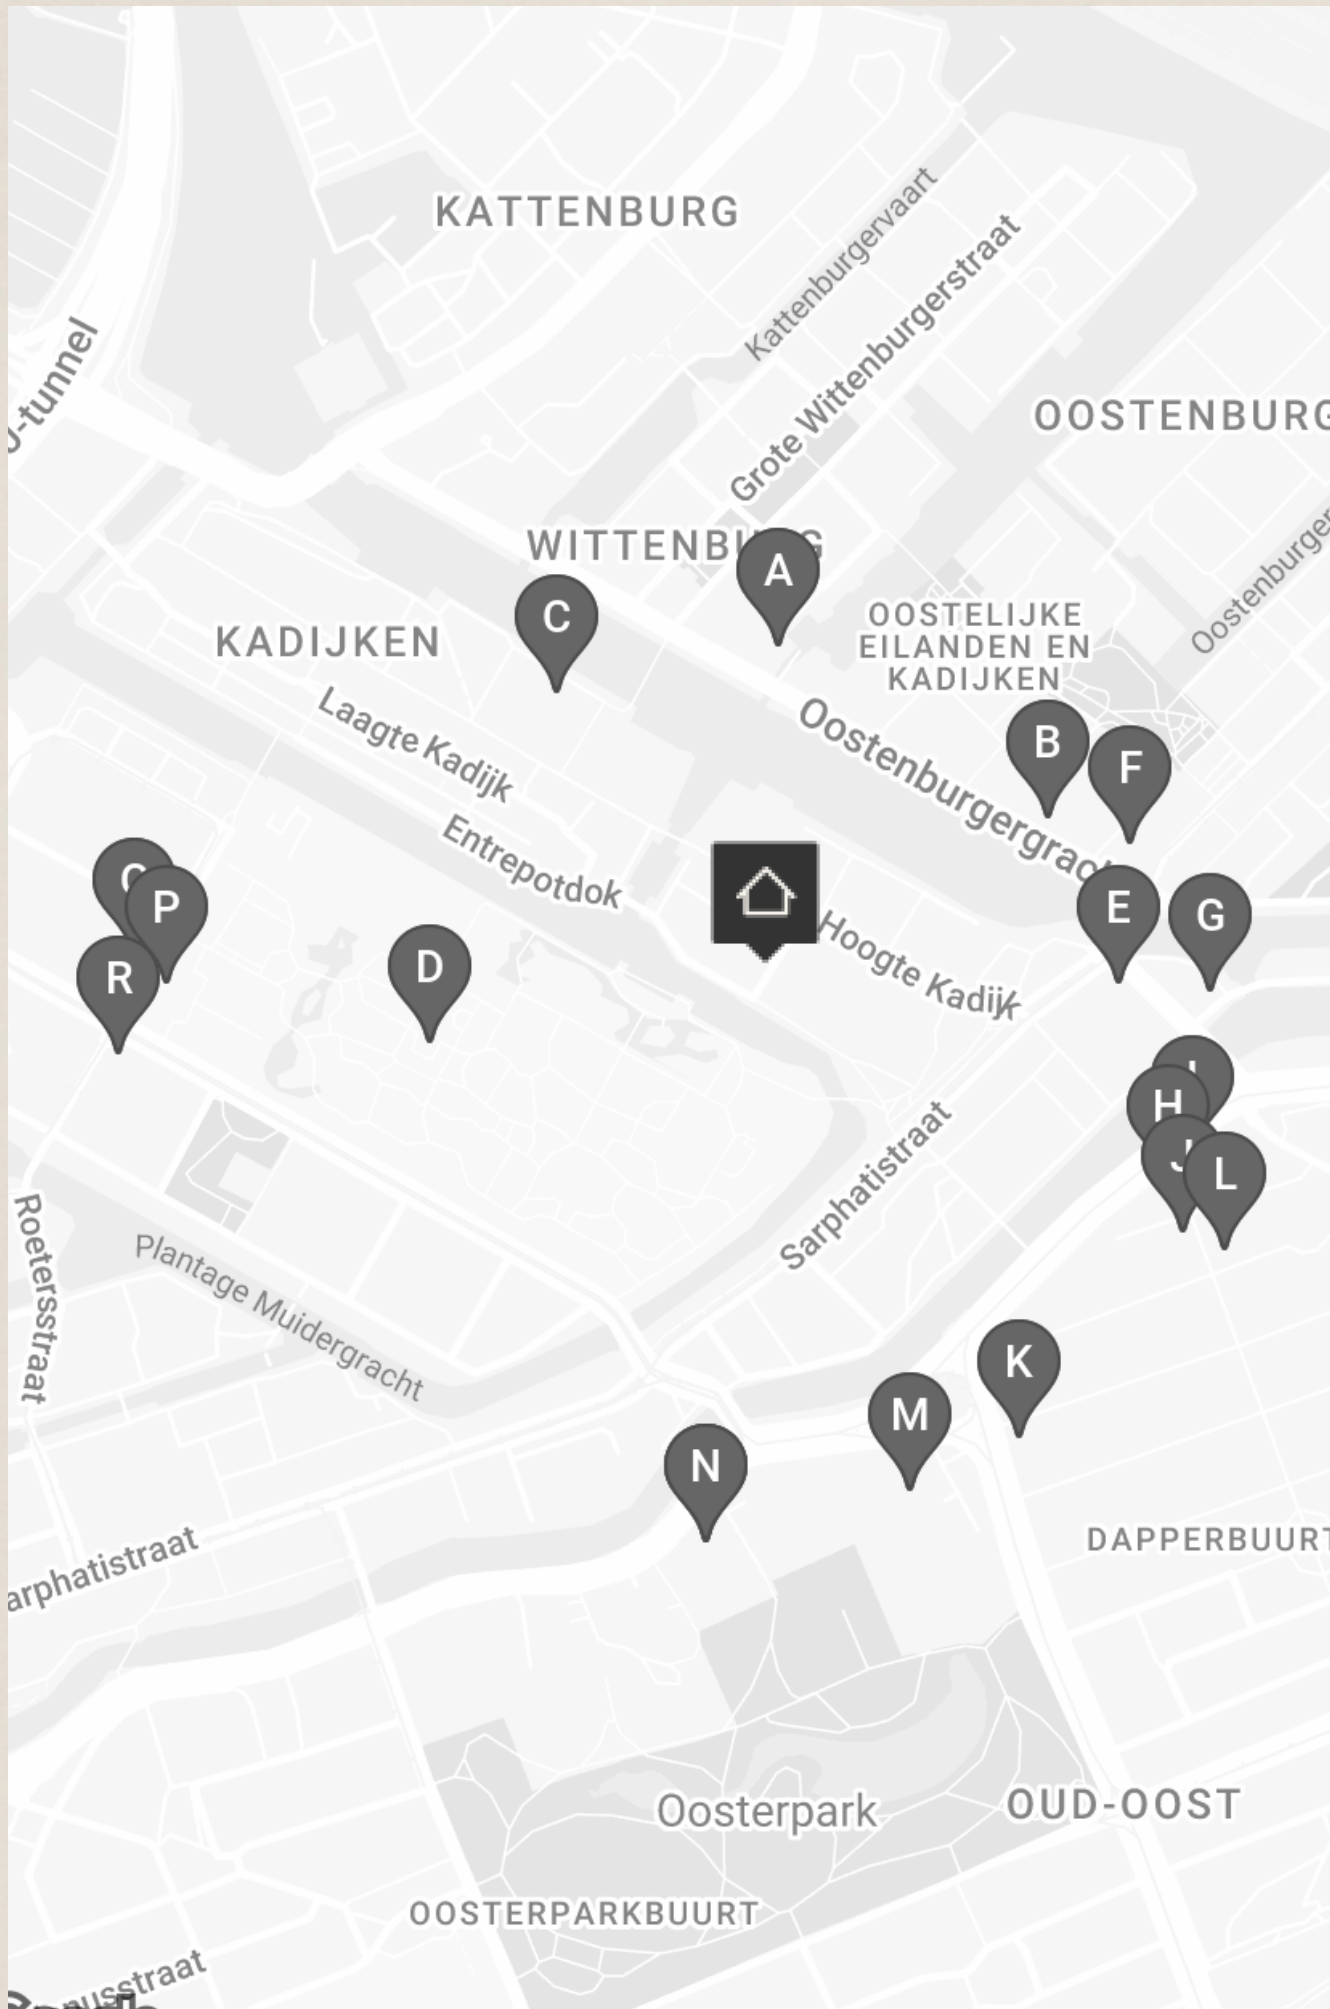 KATTENBURG
Kattenburgervaart
Grote Wittenburgerstraat
OOSTENBURG
WITTENBURG
A
C
OOSTELIJKE
EILANDEN EN
KADIJKEN
KADIJKEN
Laagte Kadijk
Oostenburgergracht
B
F
Entrepotdok
P
R
D
Hoogte Kadijk
E
G
H
J
L
Sarphatistraat
Roetersstraat
Plantage Muidergracht
K
M
N
DAPPERBUURT
arphatistraat
Oosterpark
OUD-OOST
OOSTERPARKBUURT